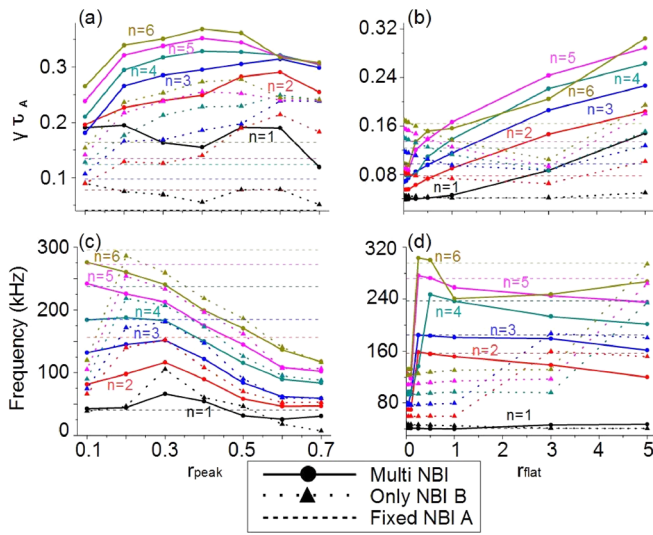 (a)
n=6
n=5
n=4
n=3
n=2
n=1
0.3
0.2
0.1
γ τ A
(b)
n=5
n=6
n=4
n=3
n=2
n=1
0.32
0.24
0.16
0.08
(c)
n=6
n=5
n=4
n=3
n=2
n=1
300
200
100
0
Frequency (kHz)
0.1 0.3 0.5 0.7
r peak
(d)
n=6
n=5
n=4
n=3
n=2
n=1
320
240
160
80
0 1 2 3 4 5
r flat
Multi NBI
Only NBI B
Fixed NBI A